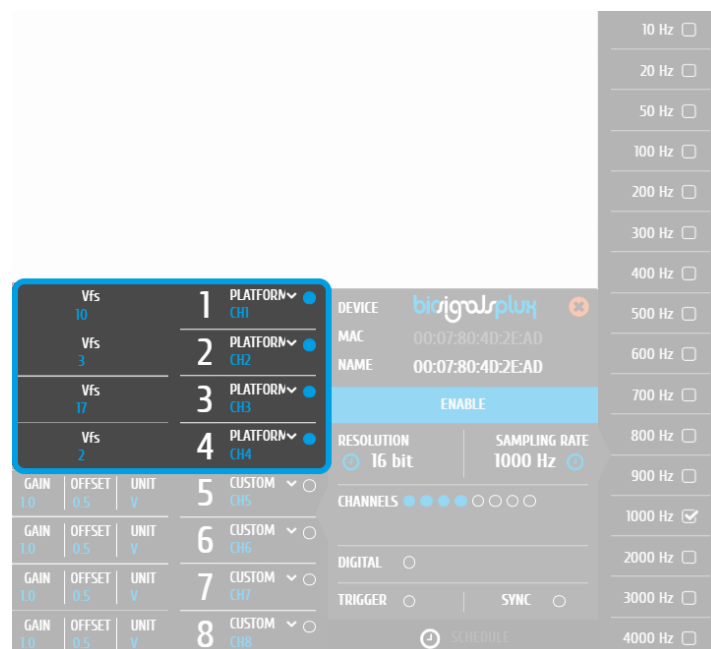 10 Hz
20 Hz
50 Hz
100 Hz
200 Hz
300 Hz
400 Hz
500 Hz
600 Hz
700 Hz
800 Hz
900 Hz
1000 Hz
2000 Hz
3000 Hz
4000 Hz
Vfs
10
1 PLATFORM
CH1
Vfs
3
2 PLATFORM
CH2
Vfs
17
3 PLATFORM
CH3
Vfs
2
4 PLATFORM
CH4
GAIN OFFSET UNIT
1.0 0.5 V
5 CUSTOM
CH5
GAIN OFFSET UNIT
1.0 0.5 V
6 CUSTOM
CH6
GAIN OFFSET UNIT
1.0 0.5 V
7 CUSTOM
CH7
GAIN OFFSET UNIT
1.0 0.5 V
8 CUSTOM
CH8
DEVICE biosignalsplux
MAC 00:07:80:4D:2E:AD
NAME 00:07:80:4D:2E:AD
ENABLE
RESOLUTION SAMPLING RATE
16 bit 1000 Hz
CHANNELS
DIGITAL
TRIGGER SYNC
SCHEDULE